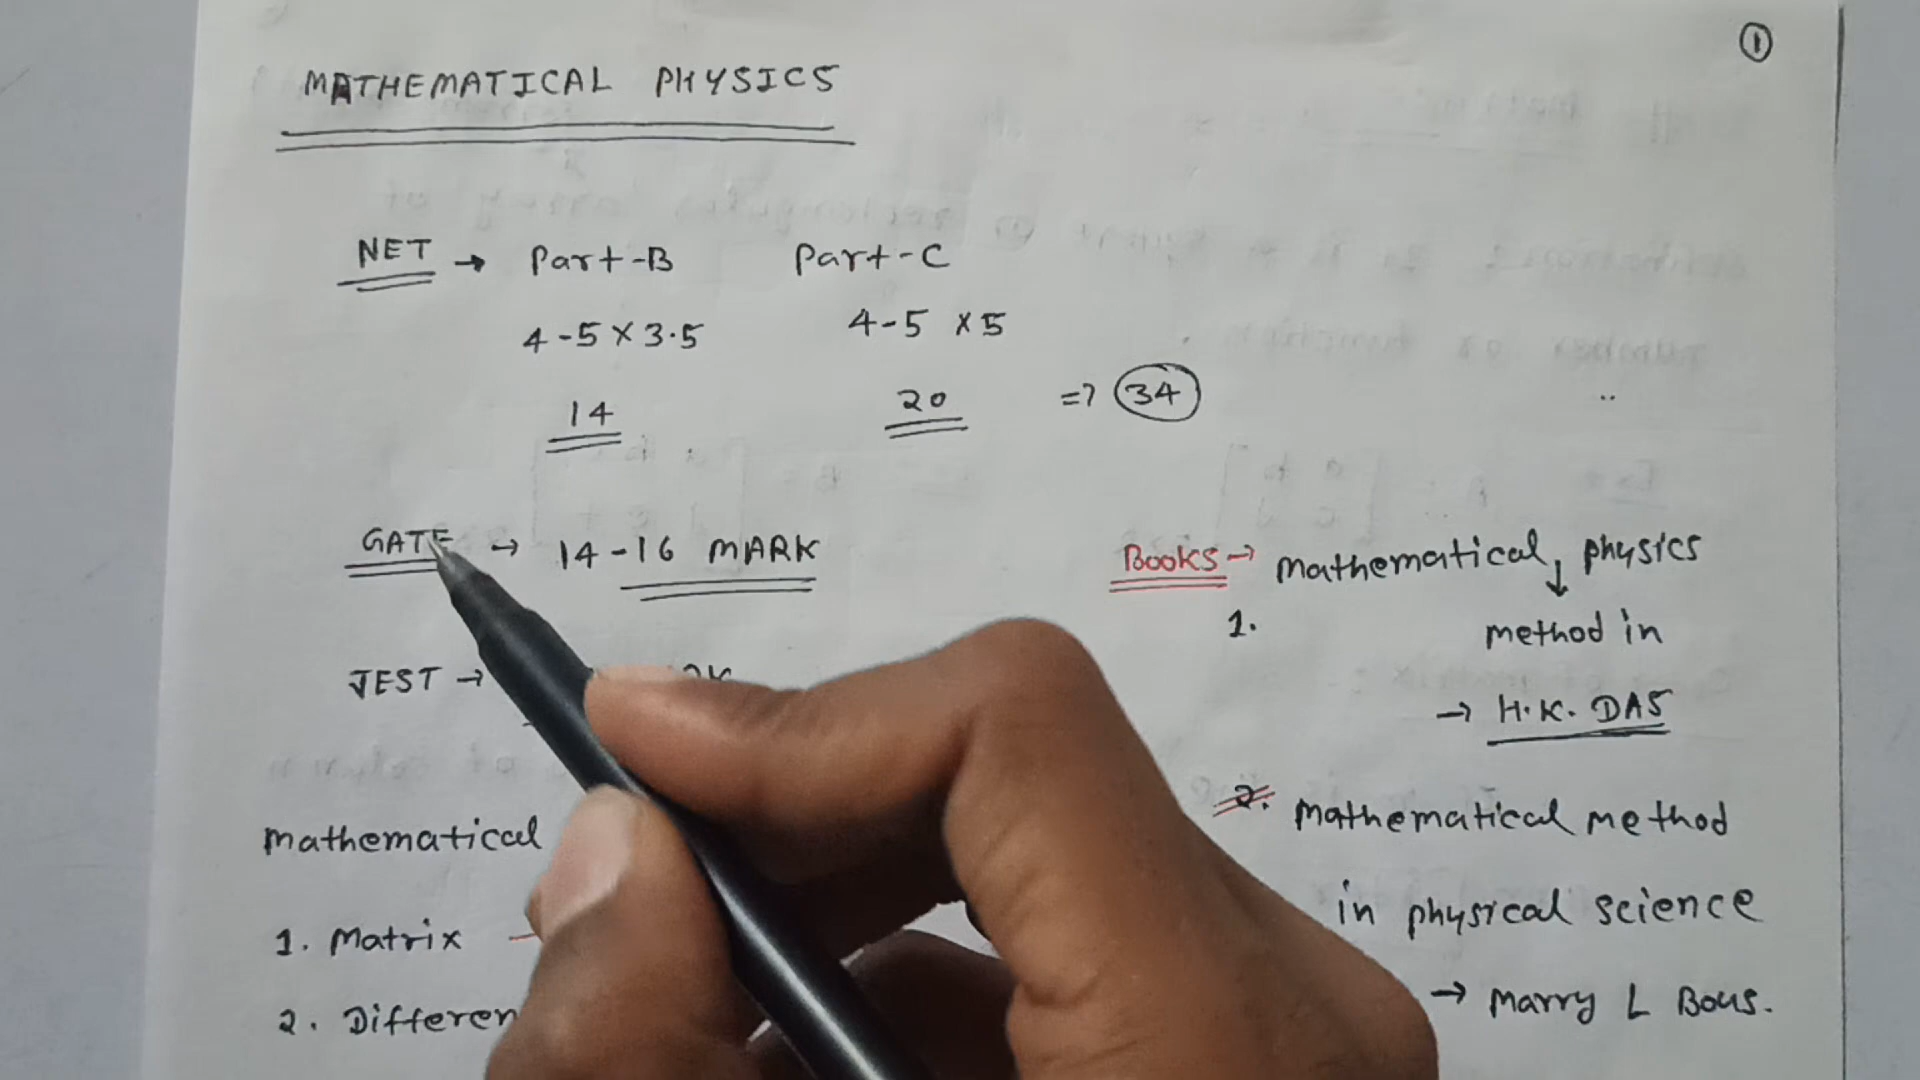 1
MATHEMATICAL PHYSICS
NET → Part-B Part-C
4-5 x 3.5 4-5 x 5
14 20 => 34
GATE → 14-16 MARK
JEST →
Mathematical
1. Matrix
2. Differen
Books → Mathematical, physics
1. ↓
method in
→ H.K. DAS
2. Mathematical method
in physical science
→ Marry L Boas.